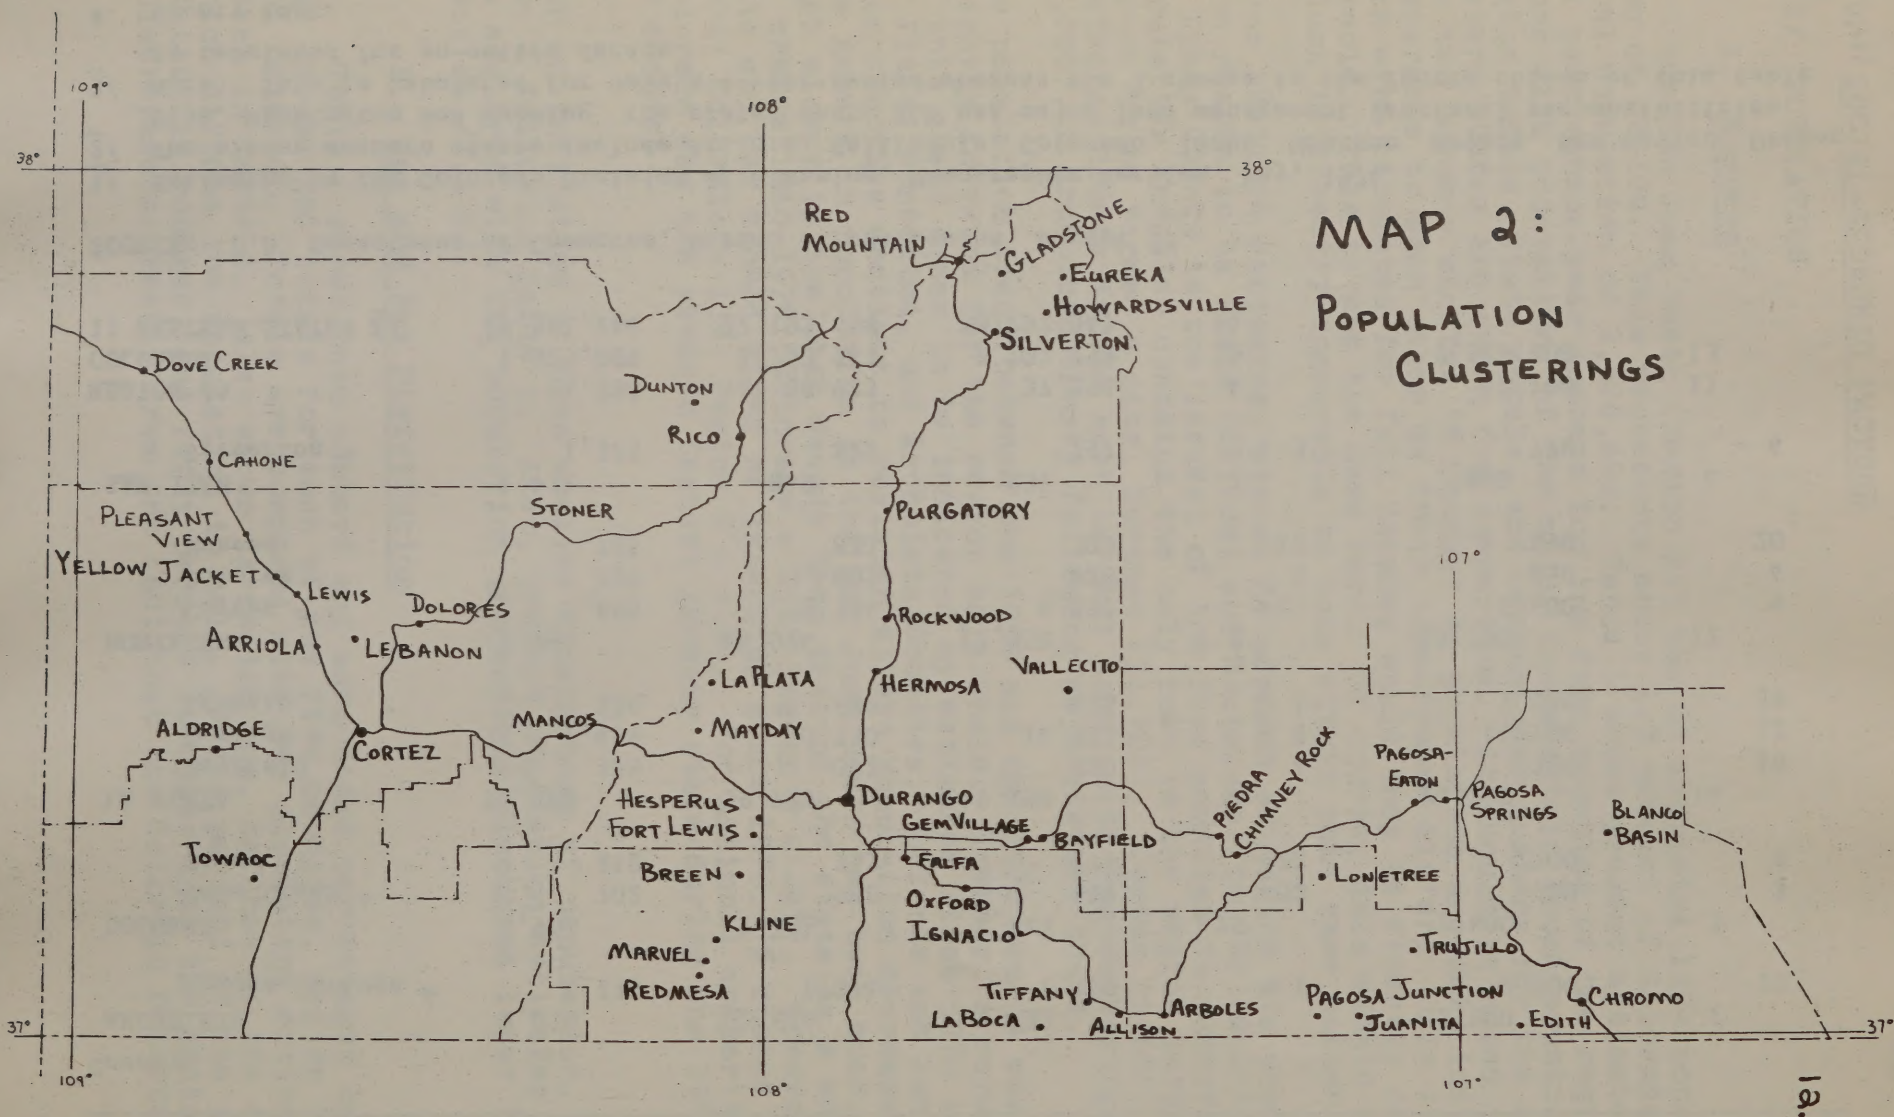 109°
108°
38°
38°
MAP 2:
POPULATION
CLUSTERINGS
RED
MOUNTAIN
GLADSTONE
EUREKA
HOWARDSVILLE
SILVERTON
DOVE CREEK
DUNTON
RICO
CAHONE
STONER
PURGATORY
PLEASANT
VIEW
YELLOW JACKET
LEWIS
DOLORES
ROCKWOOD
ARRIOLA
LEBANON
107°
VALLECITO
LA PLATA
HERMOSA
ALDRIDGE
MANCOS
MAYDAY
CORTEZ
PIEDRA
CHIMNEY ROCK
PAGOSA-
EATON
PAGOSA
SPRINGS
BLANCO
BASIN
HESPERUS
FORT LEWIS
DURANGO
GEM VILLAGE
BAYFIELD
TOWAOC
BREEN
FALFA
LONETREE
OXFORD
IGNACIO
KLINE
MARVEL
REDMESA
TRUJILLO
TIFFANY
LA BOCA
ALLISON
ARBOLES
PAGOSA JUNCTION
JUANITA
EDITH
CHROMO
37°
37°
109°
108°
107°
12.